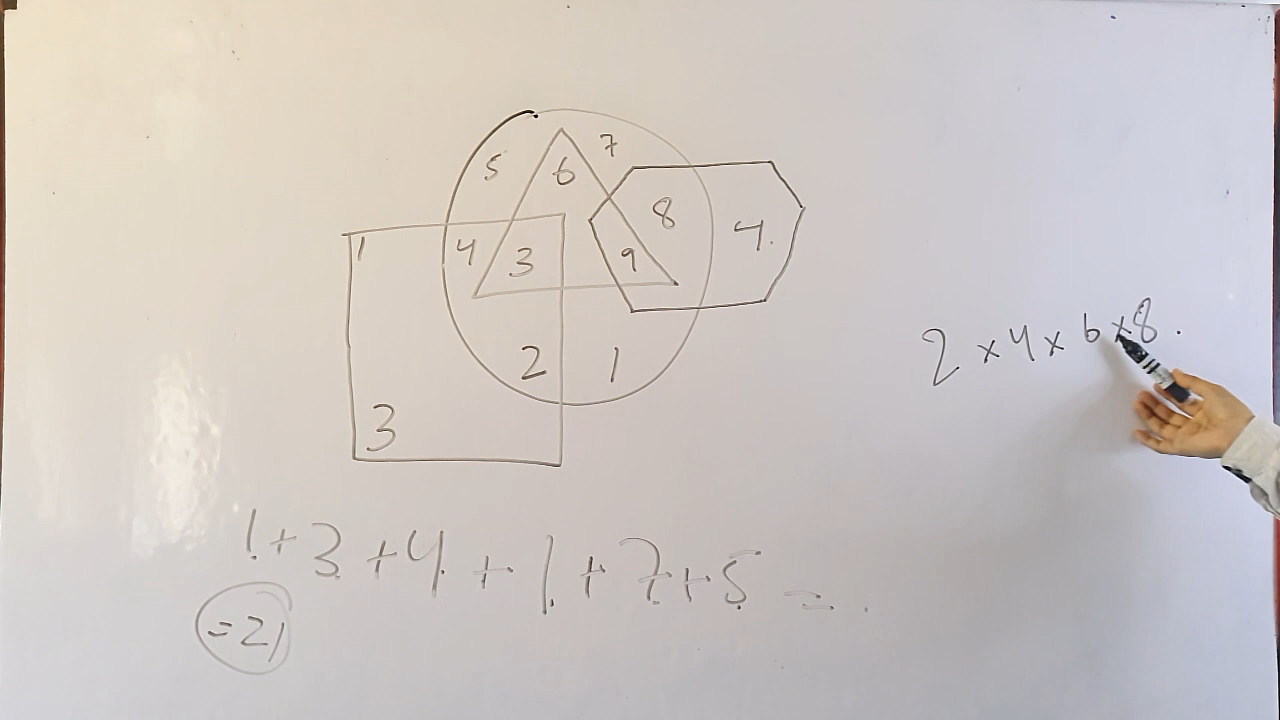 5 6 7
1 4 3 9 8 4.
2 1
3
2 x 4 x 6 x 8 .
1 + 3 + 4 + 1 + 7 + 5 = .
= 21